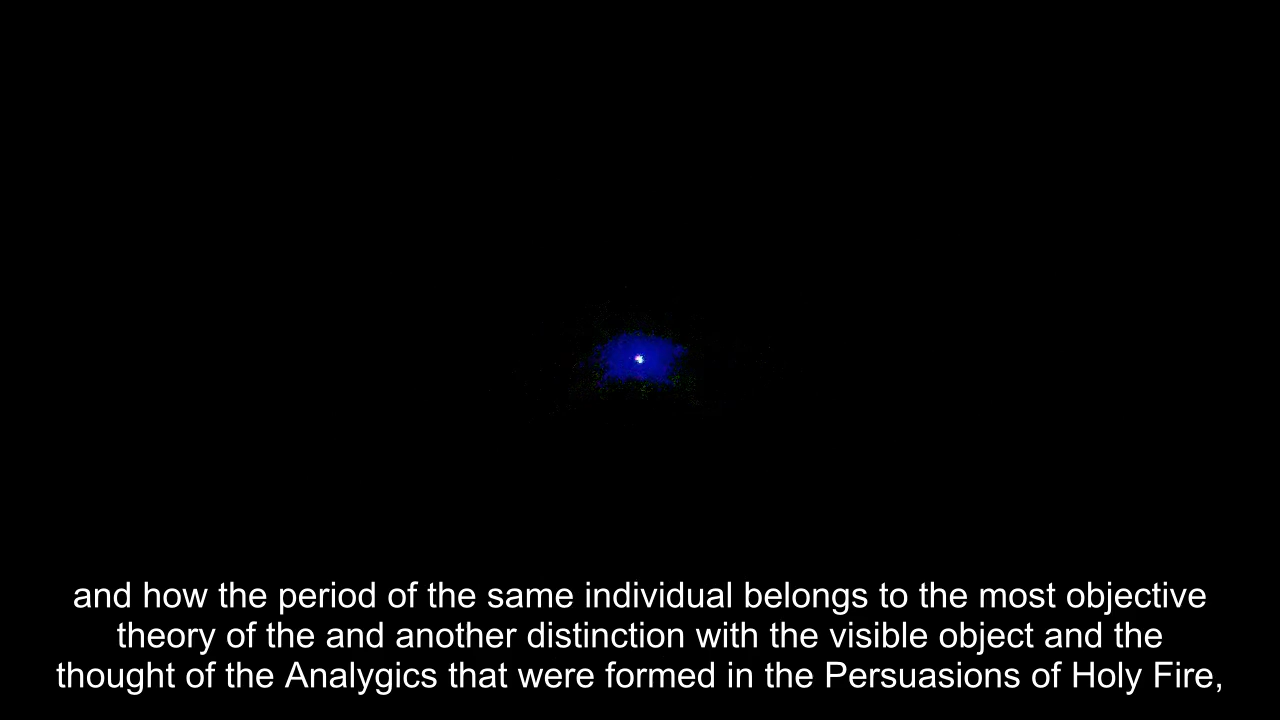 and how the period of the same individual belongs to the most objective
theory of the and another distinction with the visible object and the
thought of the Analygics that were formed in the Persuasions of Holy Fire,